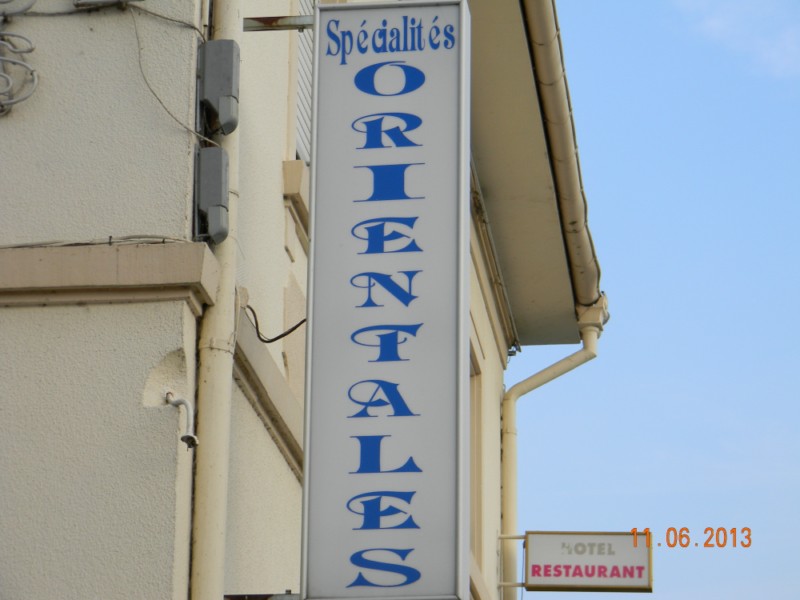 Spécialités
ORIENTALES
HOTEL
RESTAURANT
11.06.2013